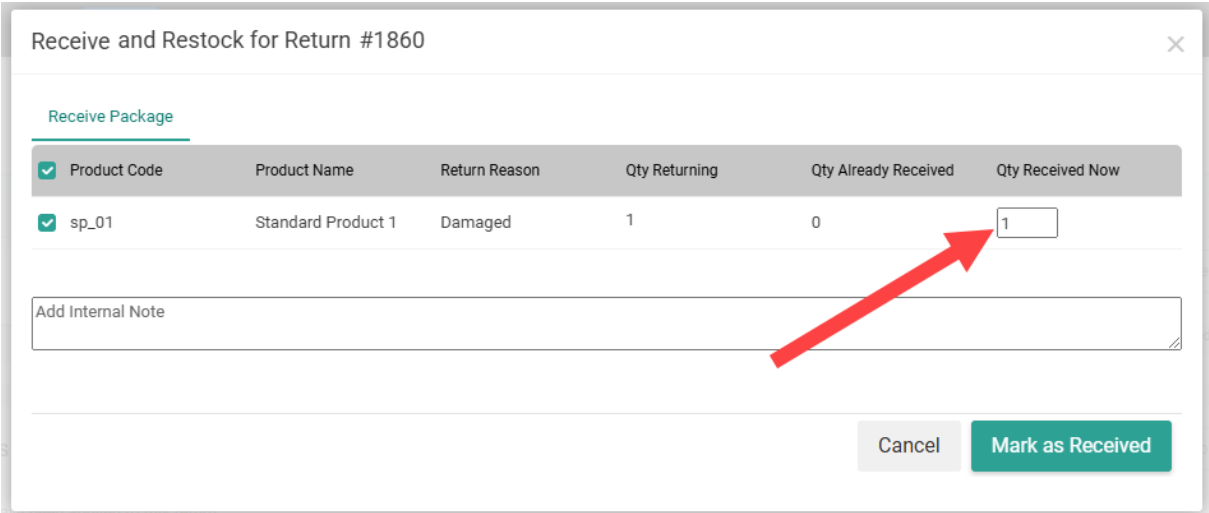 Receive and Restock for Return #1860
Receive Package
Product Code Product Name Return Reason Qty Returning Qty Already Received Qty Received Now
sp_01 Standard Product 1 Damaged 1 0 1
Add Internal Note
Cancel Mark as Received